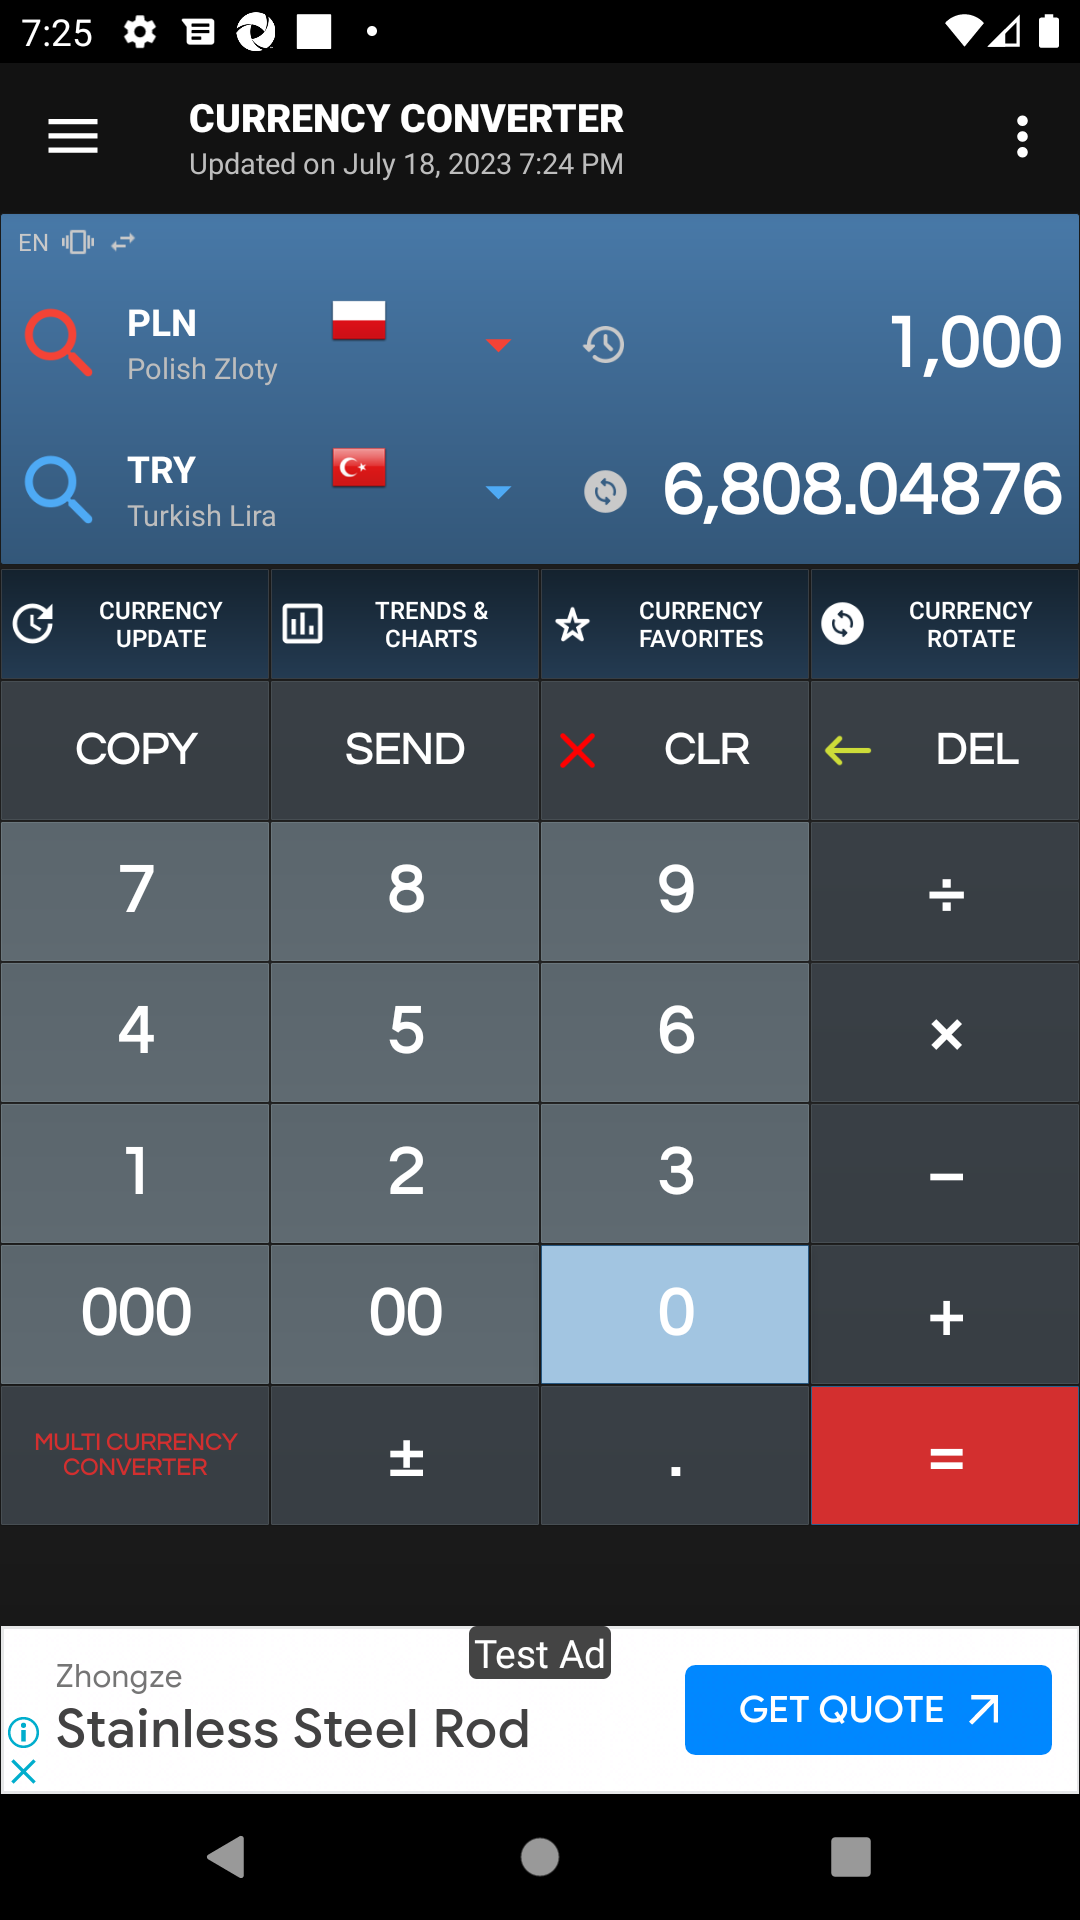 7:25
CURRENCY CONVERTER
Updated on July 18, 2023 7:24 PM
EN
PLN
Polish Zloty
1,000
TRY
Turkish Lira
6,808.04876
CURRENCY UPDATE
TRENDS & CHARTS
CURRENCY FAVORITES
CURRENCY ROTATE
COPY
SEND
CLR
DEL
7
8
9
÷
4
5
6
×
1
2
3
−
000
00
0
+
MULTI CURRENCY CONVERTER
±
.
=
Test Ad
Zhongze
Stainless Steel Rod
GET QUOTE